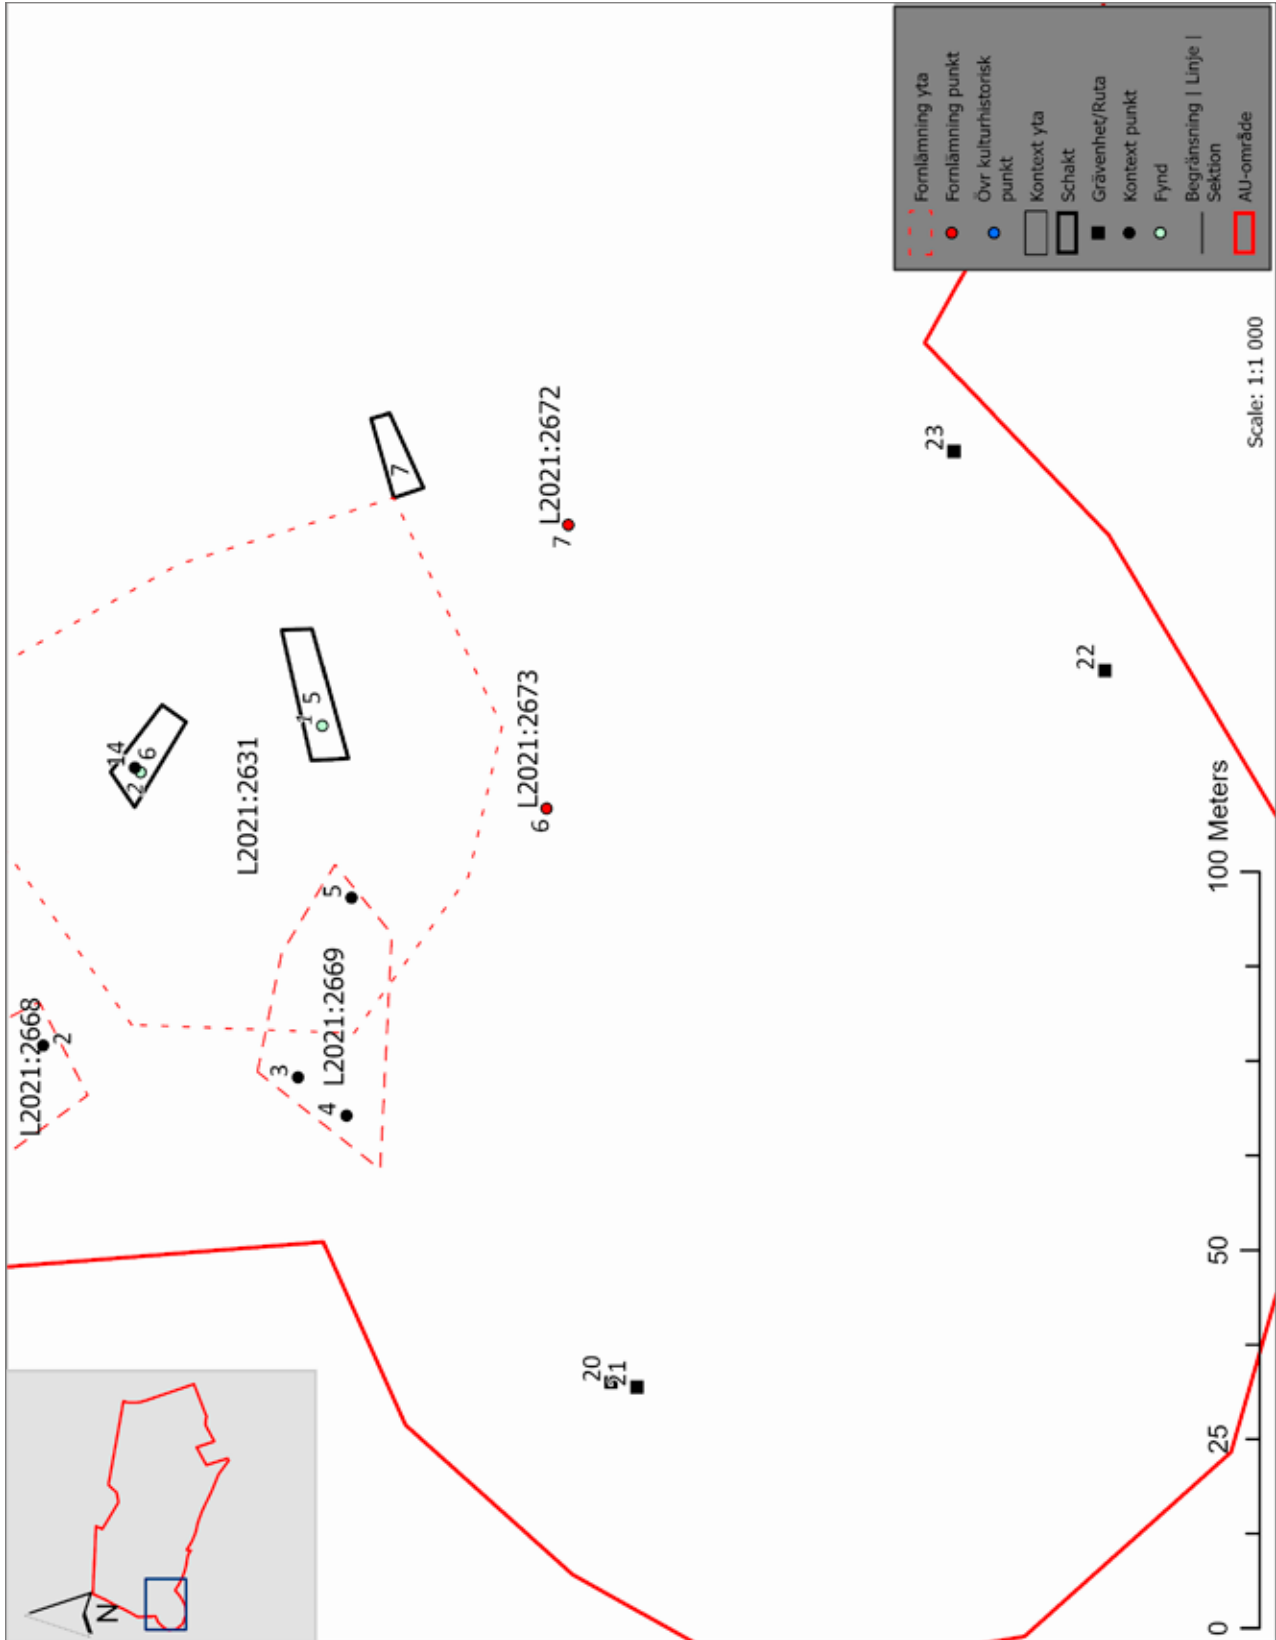 L2021:2668
2
14
2
6
L2021:2631
1
5
7
3
4
L2021:2669
5
L2021:2673
6
L2021:2672
7
20
21
22
23
N
0
25
50
100 Meters
Scale: 1:1 000
Fornlämning yta
Fornlämning punkt
Övr kulturhistorisk
punkt
Kontext yta
Schakt
Grävenhet/Ruta
Kontext punkt
Fynd
Begränsning | Linje |
Sektion
AU-område